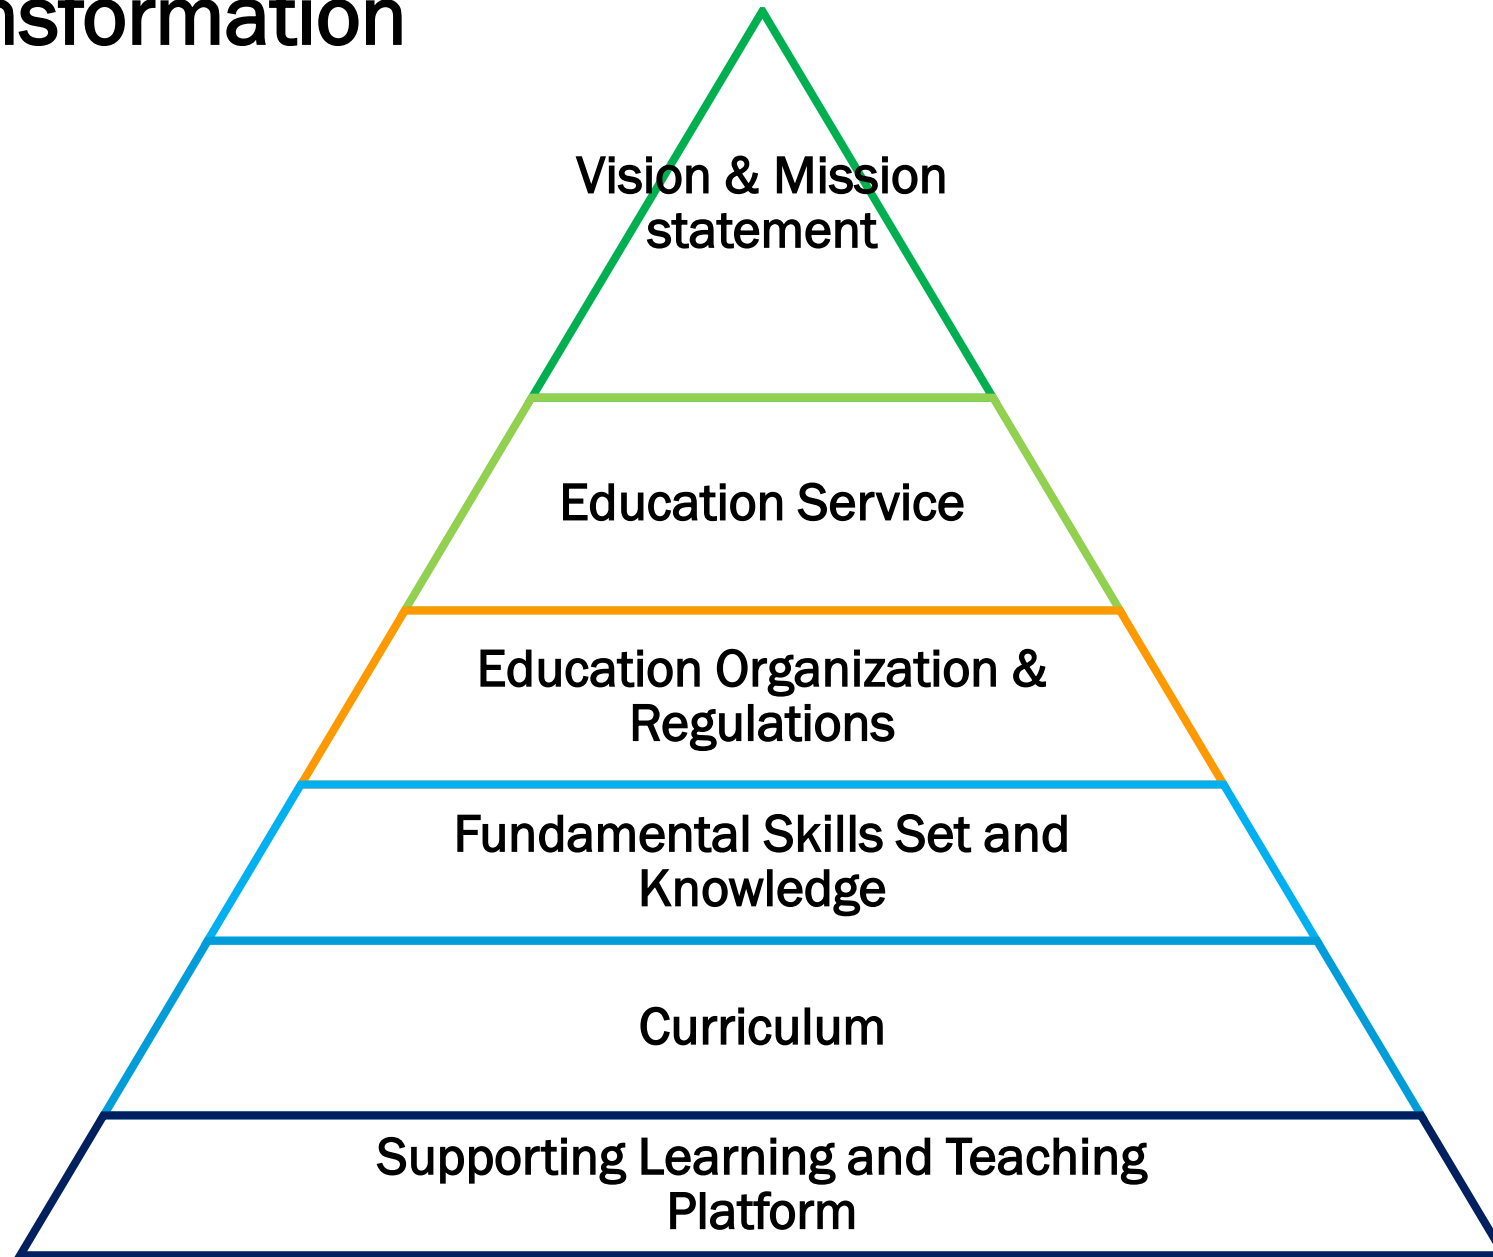 nsformation
Vision & Mission
statement
Education Service
Education Organization &
Regulations
Fundamental Skills Set and
Knowledge
Curriculum
Supporting Learning and Teaching
Platform